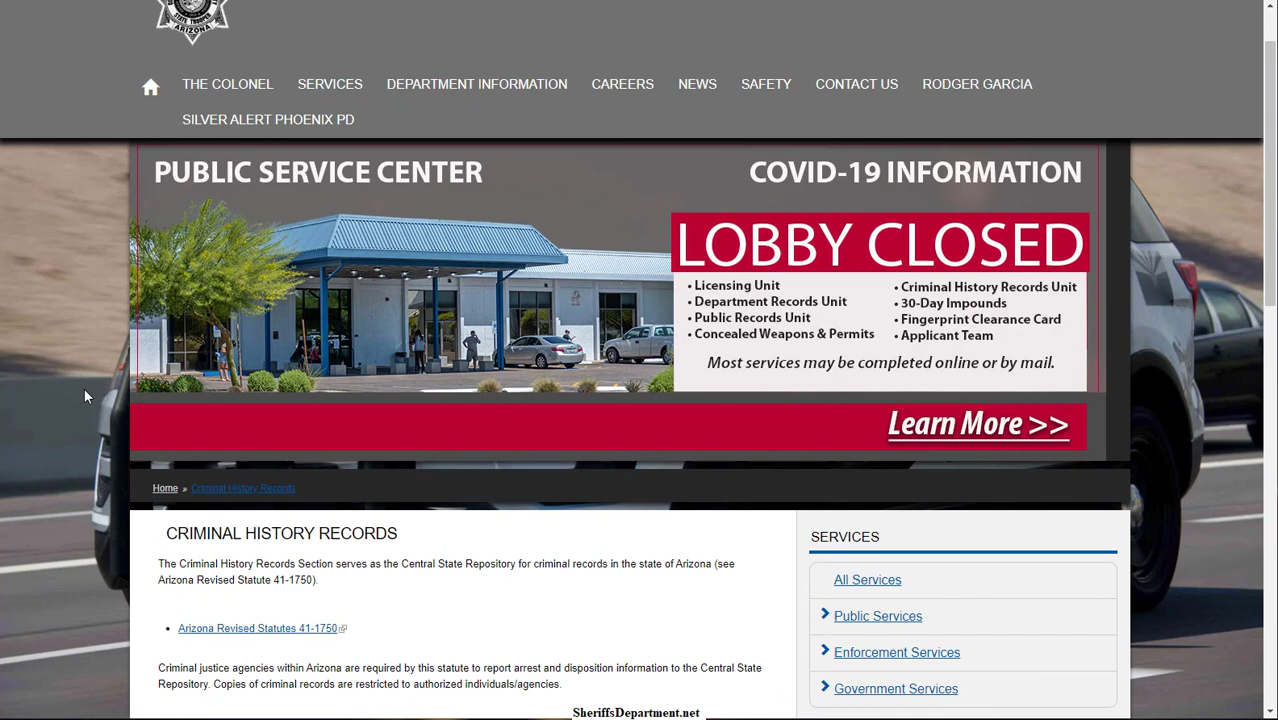 STATE TROOPER
ARIZONA
THE COLONEL SERVICES DEPARTMENT INFORMATION CAREERS NEWS SAFETY CONTACT US RODGER GARCIA
SILVER ALERT PHOENIX PD
PUBLIC SERVICE CENTER
COVID-19 INFORMATION
LOBBY CLOSED
• Licensing Unit
• Department Records Unit
• Public Records Unit
• Concealed Weapons & Permits
• Criminal History Records Unit
• 30-Day Impounds
• Fingerprint Clearance Card
• Applicant Team
Most services may be completed online or by mail.
Learn More >>
Home » Criminal History Records
CRIMINAL HISTORY RECORDS
The Criminal History Records Section serves as the Central State Repository for criminal records in the state of Arizona (see
Arizona Revised Statute 41-1750).
• Arizona Revised Statutes 41-1750
Criminal justice agencies within Arizona are required by this statute to report arrest and disposition information to the Central State
Repository. Copies of criminal records are restricted to authorized individuals/agencies.
SERVICES
All Services
Public Services
Enforcement Services
Government Services
SheriffsDepartment.net